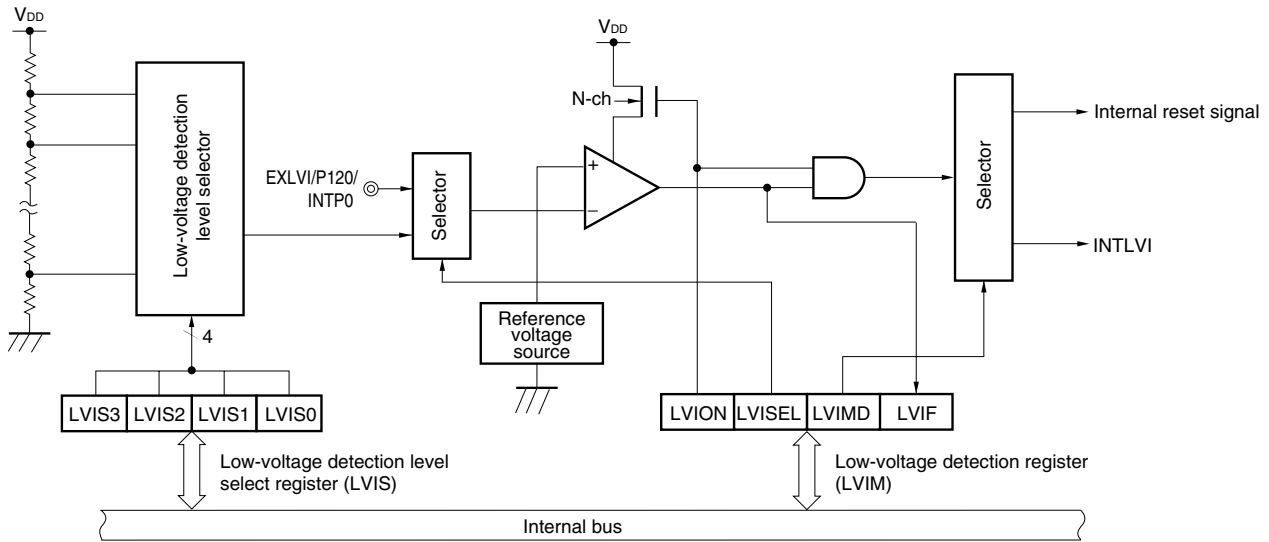 VDD
Low-voltage detection
level selector
4
LVIS3 LVIS2 LVIS1 LVIS0
Low-voltage detection level
select register (LVIS)
EXLVI/P120/
INTP0
Selector
VDD
N-ch
+
−
Reference
voltage
source
Selector
Internal reset signal
INTLVI
LVION LVISEL LVIMD LVIF
Low-voltage detection register
(LVIM)
Internal bus